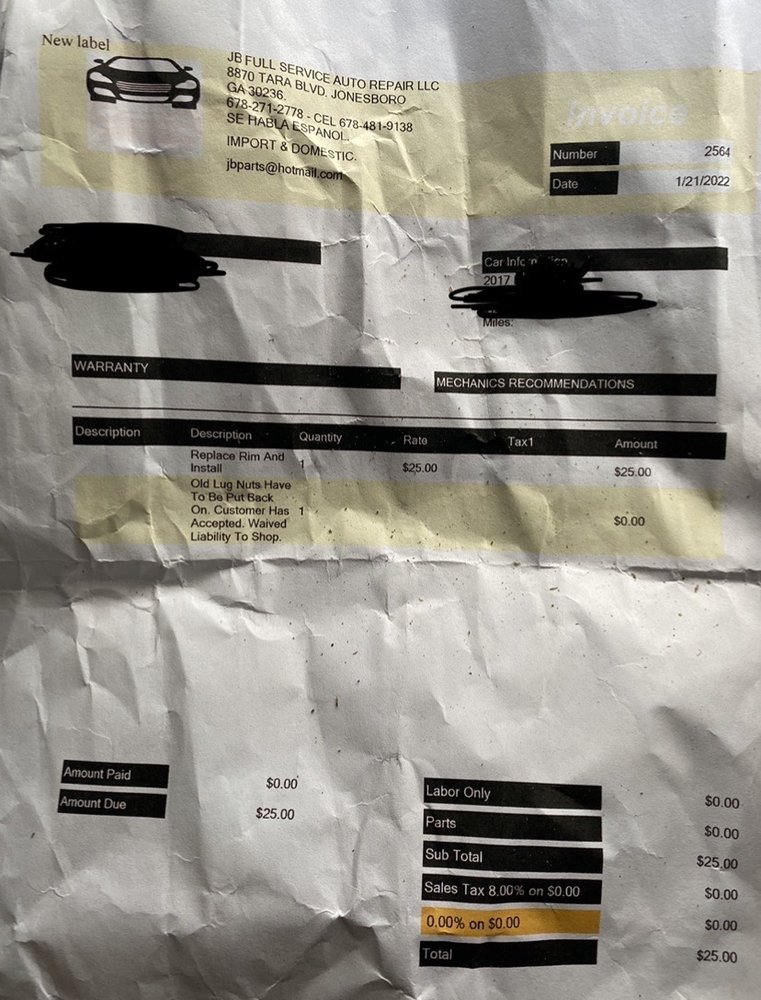 New label
JB FULL SERVICE AUTO REPAIR LLC
8870 TARA BLVD. JONESBORO
GA 30236.
678-271-2778 - CEL 678-481-9138
SE HABLA ESPANOL.
IMPORT & DOMESTIC.
jbparts@hotmail.com
Invoice
Number 2564
Date 1/21/2022
Car Information
2017
Miles:
WARRANTY
MECHANICS RECOMMENDATIONS
Description Description Quantity Rate Tax1 Amount
Replace Rim And
Install 1 $25.00 $25.00
Old Lug Nuts Have
To Be Put Back
On. Customer Has 1
Accepted. Waived $0.00
Liability To Shop.
Amount Paid $0.00
Amount Due $25.00
Labor Only $0.00
Parts $0.00
Sub Total $25.00
Sales Tax 8.00% on $0.00 $0.00
0.00% on $0.00 $0.00
Total $25.00